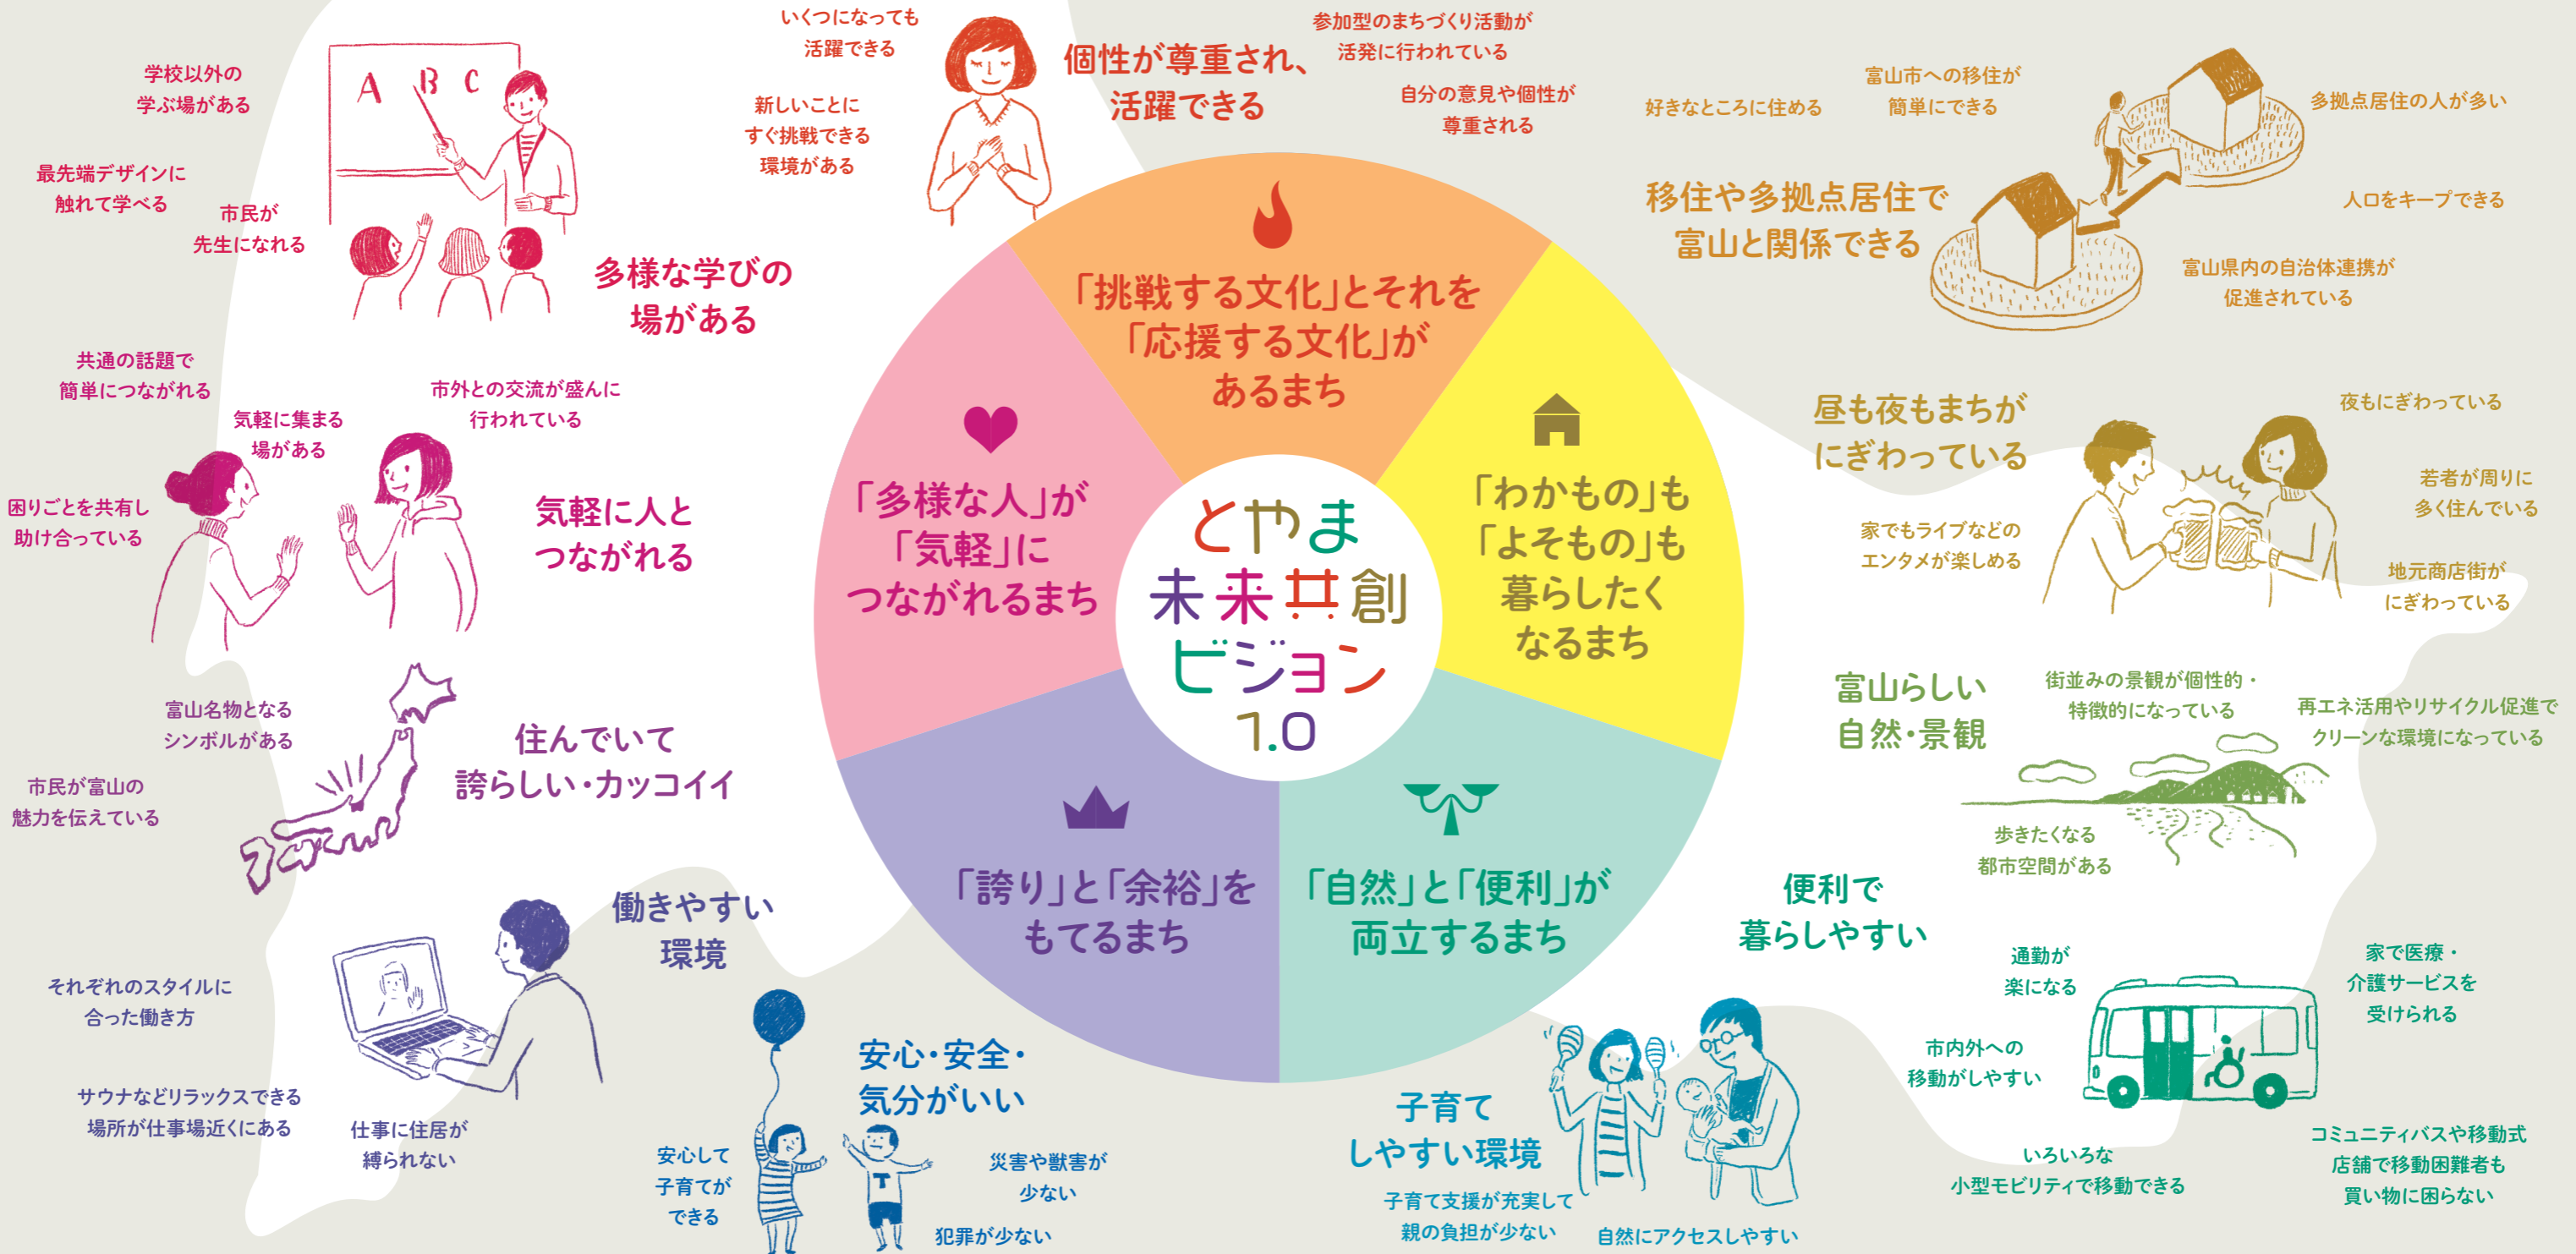 とやま
未来共創
ビジョン
1.0
「挑戦する文化」とそれを
「応援する文化」が
あるまち
「わかもの」も
「よそもの」も
暮らしたく
なるまち
「自然」と「便利」が
両立するまち
「誇り」と「余裕」を
もてるまち
「多様な人」が
「気軽」に
つながれるまち
いくつになっても
活躍できる
新しいことに
すぐ挑戦できる
環境がある
個性が尊重され、
活躍できる
参加型のまちづくり活動が
活発に行われている
自分の意見や個性が
尊重される
移住や多拠点居住で
富山と関係できる
好きなところに住める
富山市への移住が
簡単にできる
多拠点居住の人が多い
人口をキープできる
富山県内の自治体連携が
促進されている
昼も夜もまちが
にぎわっている
夜もにぎわっている
若者が周りに
多く住んでいる
家でもライブなどの
エンタメが楽しめる
地元商店街が
にぎわっている
富山らしい
自然・景観
街並みの景観が個性的・
特徴的になっている
再エネ活用やリサイクル促進で
クリーンな環境になっている
歩きたくなる
都市空間がある
便利で
暮らしやすい
通勤が
楽になる
家で医療・
介護サービスを
受けられる
市内外への
移動がしやすい
いろいろな
小型モビリティで移動できる
コミュニティバスや移動式
店舗で移動困難者も
買い物に困らない
子育て
しやすい環境
子育て支援が充実して
親の負担が少ない
自然にアクセスしやすい
安心・安全・
気分がいい
安心して
子育てが
できる
災害や獣害が
少ない
犯罪が少ない
T
働きやすい
環境
それぞれのスタイルに
合った働き方
サウナなどリラックスできる
場所が仕事場近くにある
仕事に住居が
縛られない
住んでいて
誇らしい・カッコイイ
富山名物となる
シンボルがある
市民が富山の
魅力を伝えている
気軽に人と
つながれる
共通の話題で
簡単につながれる
気軽に集まる
場がある
市外との交流が盛んに
行われている
困りごとを共有し
助け合っている
多様な学びの
場がある
A B C
学校以外の
学ぶ場がある
最先端デザインに
触れて学べる
市民が
先生になれる